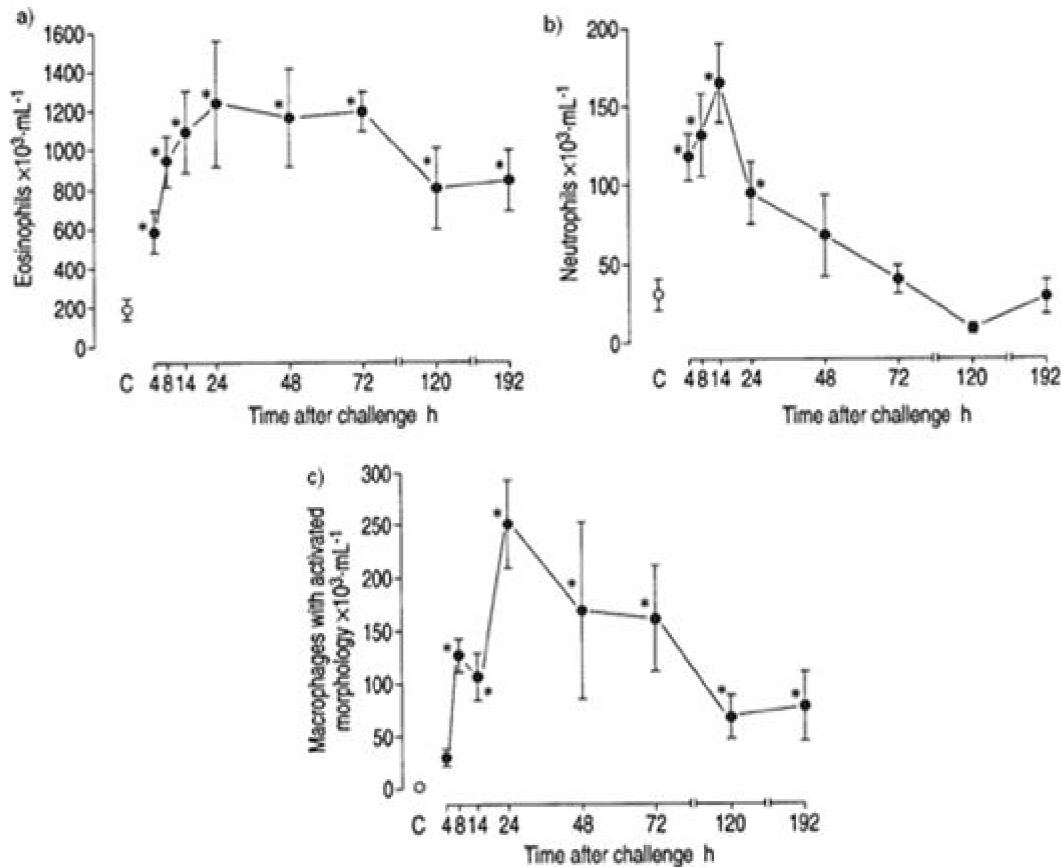 a)
Eosinophils ×10³·mL⁻¹
1600
1400
1200
1000
800
600
400
200
0
C 4 8 14 24 48 72 120 192
Time after challenge h
b)
Neutrophils ×10³·mL⁻¹
200
150
100
50
0
C 4 8 14 24 48 72 120 192
Time after challenge h
c)
Macrophages with activated
morphology ×10³·mL⁻¹
300
250
200
150
100
50
0
C 4 8 14 24 48 72 120 192
Time after challenge h